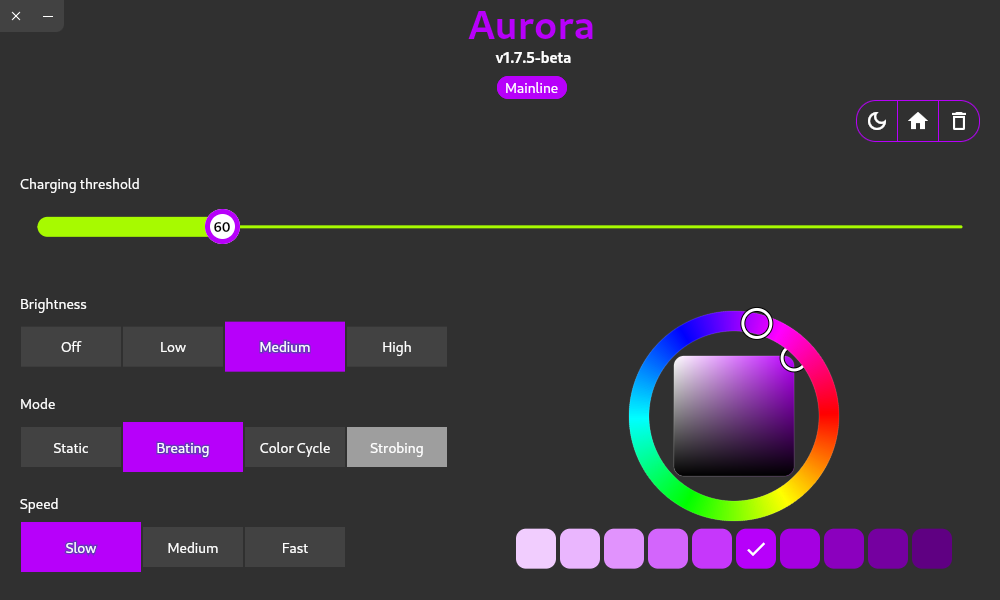 Aurora
v1.7.5-beta
Mainline
Charging threshold
60
Brightness
Off Low Medium High
Mode
Static Breating Color Cycle Strobing
Speed
Slow Medium Fast